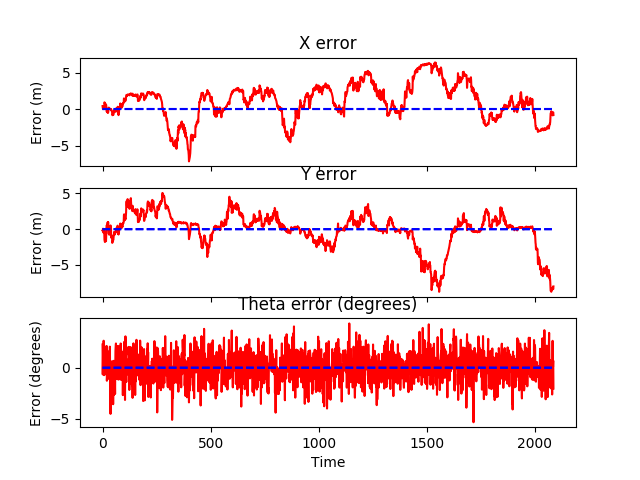 X error
Error (m)
5
0
−5
Y error
Error (m)
5
0
−5
Theta error (degrees)
Error (degrees)
0
−5
0
500
1000
1500
2000
Time